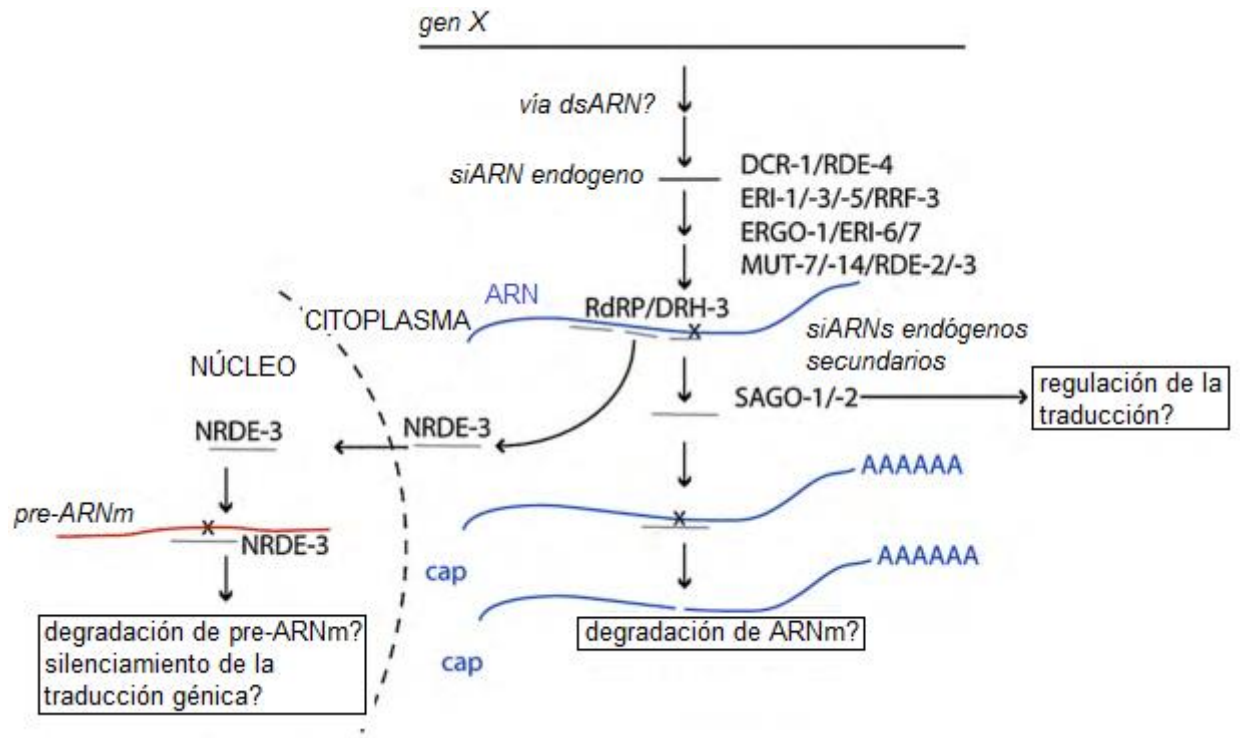 gen X
vía dsARN?
siARN endogeno
DCR-1/RDE-4
ERI-1/-3/-5/RRF-3
ERGO-1/ERI-6/7
MUT-7/-14/RDE-2/-3
ARN
RdRP/DRH-3
X
CITOPLASMA
NÚCLEO
siARNs endógenos
secundarios
SAGO-1/-2
regulación de la
traducción?
NRDE-3
NRDE-3
AAAAAA
pre-ARNm
X
NRDE-3
X
cap
AAAAAA
degradación de pre-ARNm?
silenciamiento de la
traducción génica?
degradación de ARNm?
cap